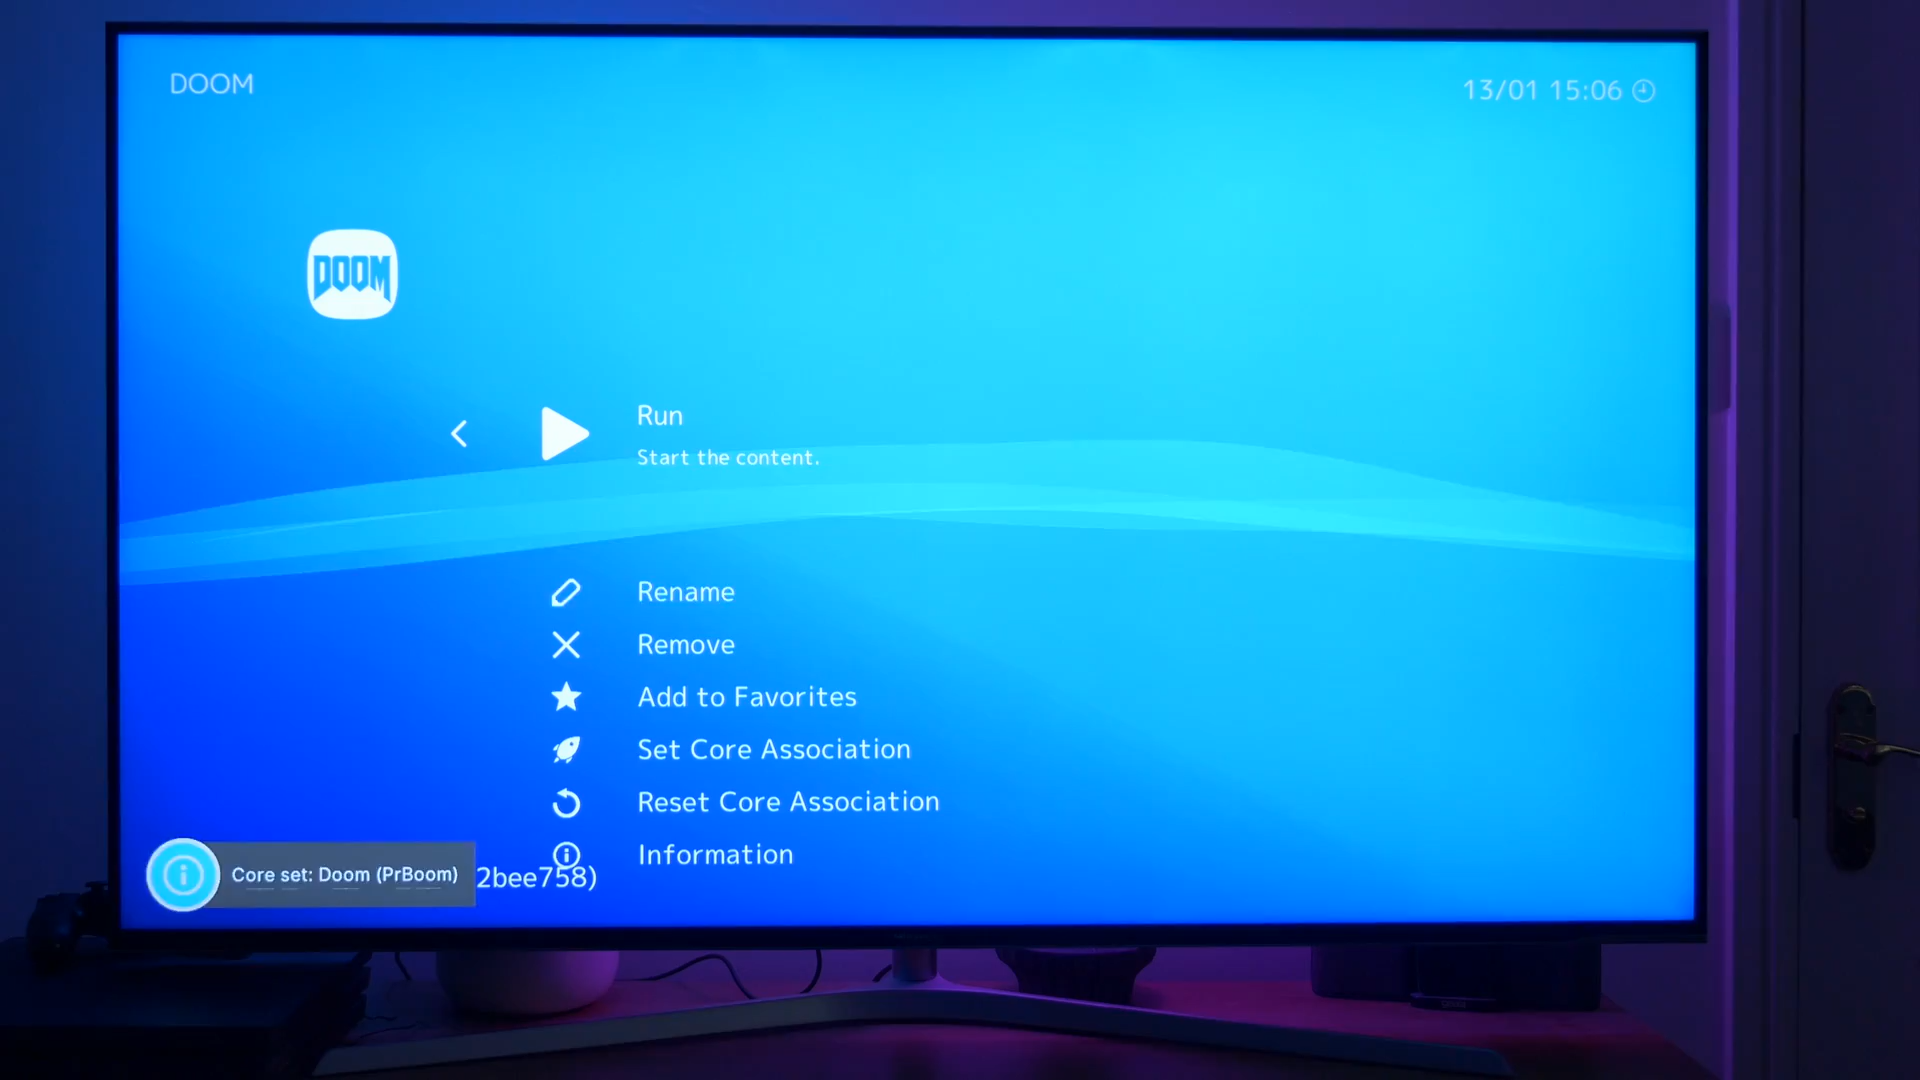 DOOM
13/01 15:06
DOOM
Run
Start the content.
Rename
Remove
Add to Favorites
Set Core Association
Reset Core Association
Information
Core set: Doom (PrBoom)
2bee758)